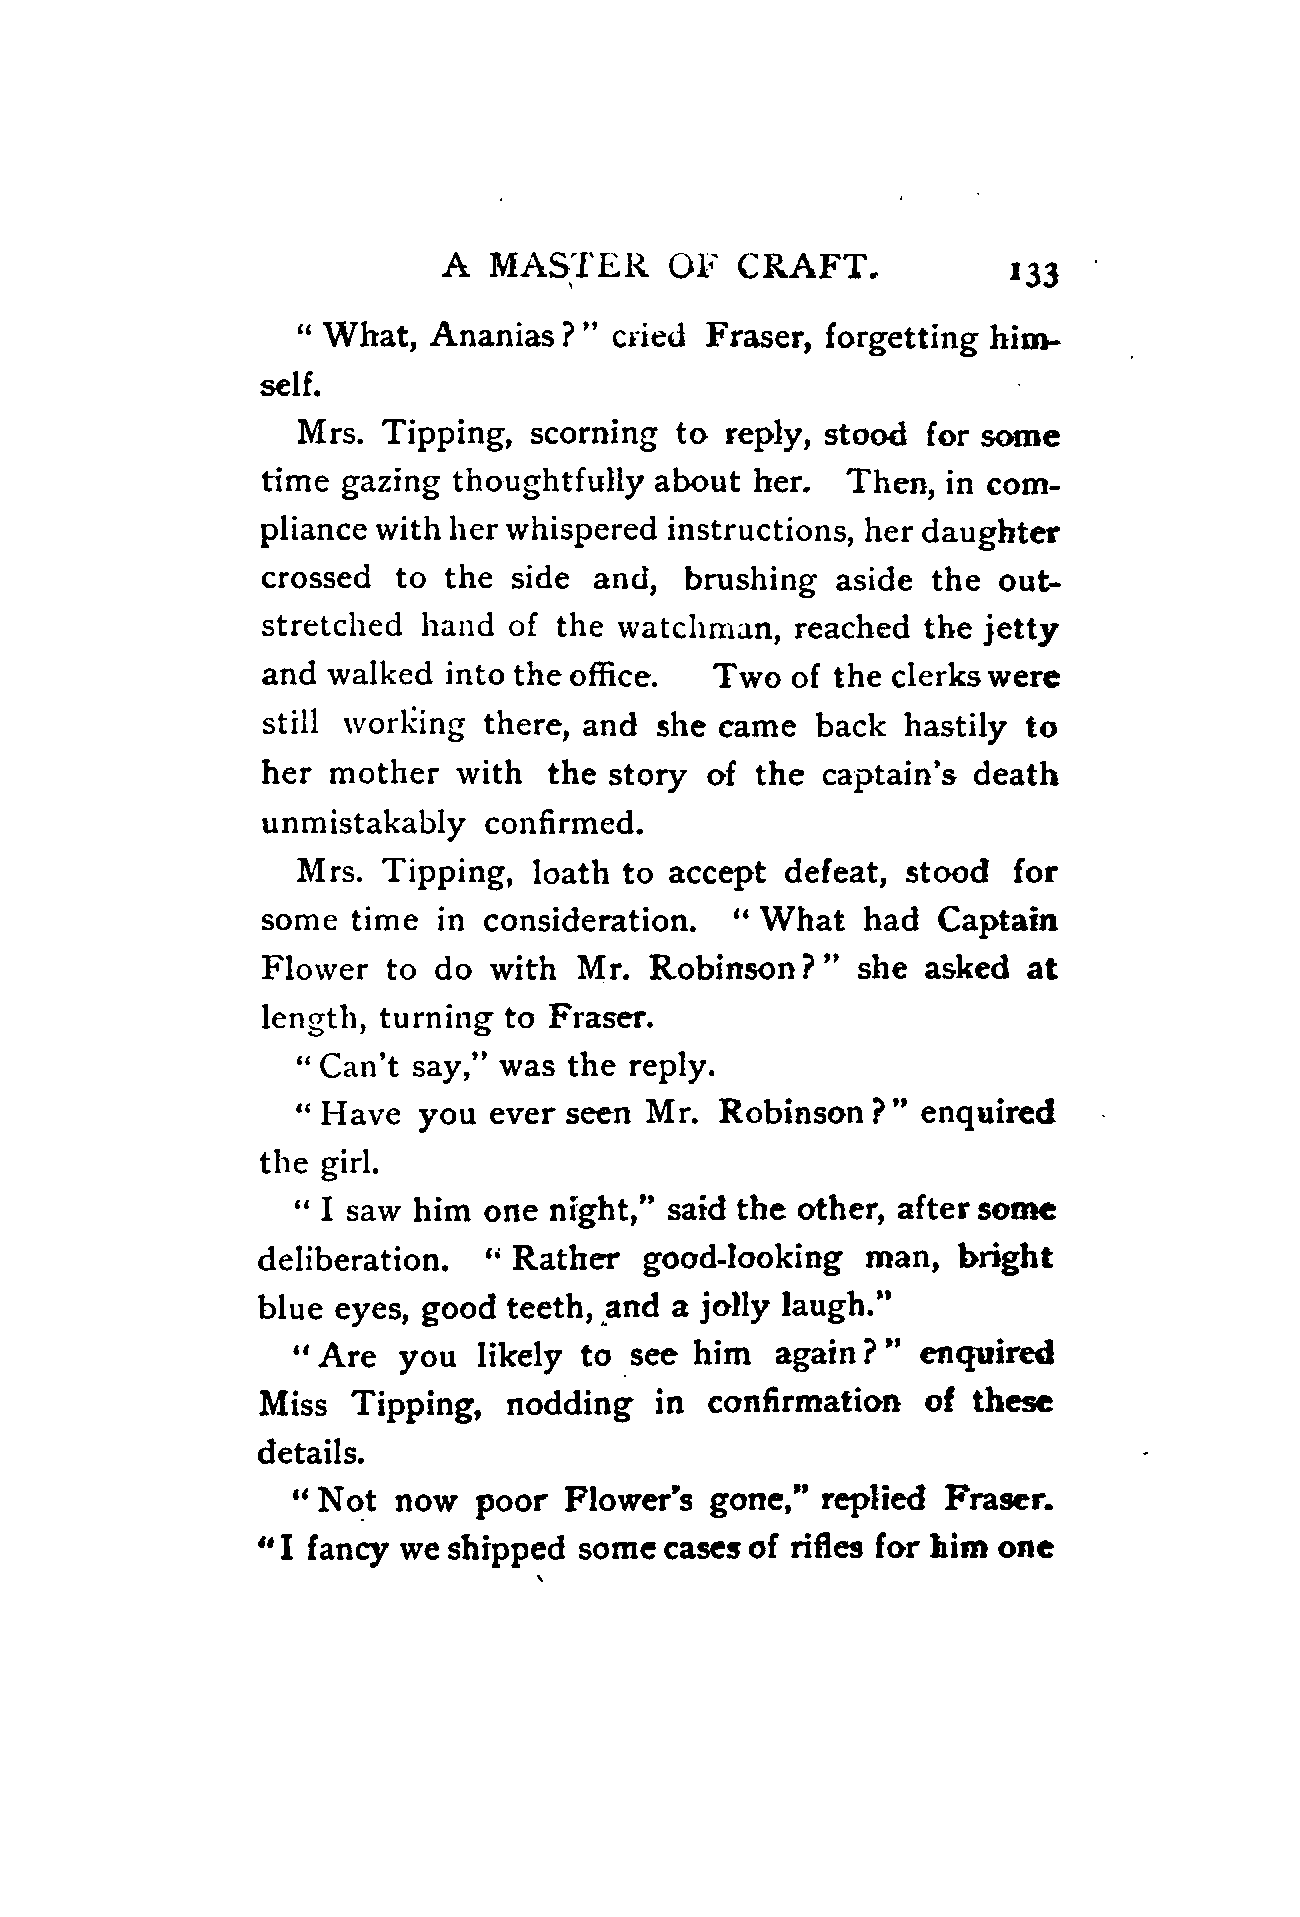 A MASTER OF CRAFT. 133
" What, Ananias ? " cried Fraser, forgetting him-
self.
Mrs. Tipping, scorning to reply, stood for some
time gazing thoughtfully about her. Then, in com-
pliance with her whispered instructions, her daughter
crossed to the side and, brushing aside the out-
stretched hand of the watchman, reached the jetty
and walked into the office. Two of the clerks were
still working there, and she came back hastily to
her mother with the story of the captain's death
unmistakably confirmed.
Mrs. Tipping, loath to accept defeat, stood for
some time in consideration. " What had Captain
Flower to do with Mr. Robinson ? " she asked at
length, turning to Fraser.
" Can't say," was the reply.
" Have you ever seen Mr. Robinson ? " enquired
the girl.
" I saw him one night," said the other, after some
deliberation. " Rather good-looking man, bright
blue eyes, good teeth, and a jolly laugh."
" Are you likely to see him again ? " enquired
Miss Tipping, nodding in confirmation of these
details.
" Not now poor Flower's gone," replied Fraser.
" I fancy we shipped some cases of rifles for him one